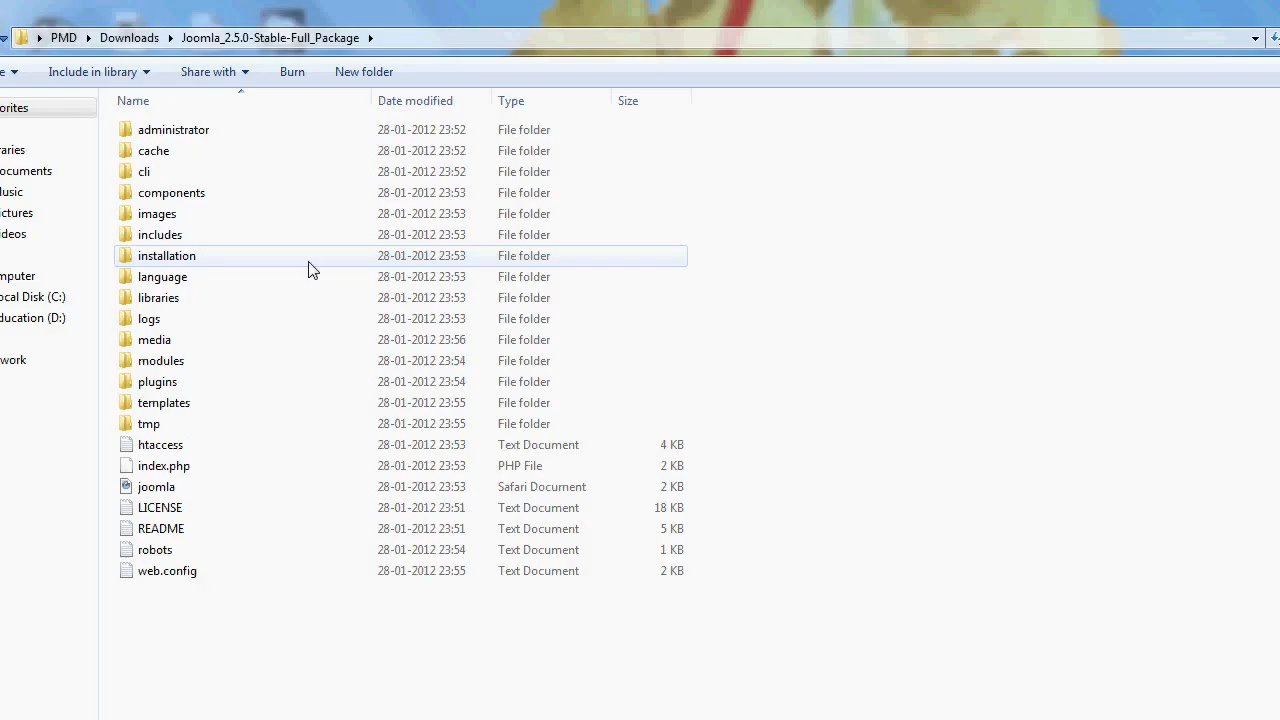 PMD Downloads Joomla_2.5.0-Stable-Full_Package
e Include in library Share with Burn New folder
Name Date modified Type Size
orites
administrator 28-01-2012 23:52 File folder
aries cache 28-01-2012 23:52 File folder
ocuments cli 28-01-2012 23:52 File folder
usic components 28-01-2012 23:53 File folder
ictures images 28-01-2012 23:53 File folder
ideos includes 28-01-2012 23:53 File folder
installation 28-01-2012 23:53 File folder
mputer language 28-01-2012 23:53 File folder
ocal Disk (C:) libraries 28-01-2012 23:53 File folder
ducation (D:) logs 28-01-2012 23:53 File folder
media 28-01-2012 23:56 File folder
work modules 28-01-2012 23:54 File folder
plugins 28-01-2012 23:54 File folder
templates 28-01-2012 23:55 File folder
tmp 28-01-2012 23:55 File folder
htaccess 28-01-2012 23:53 Text Document 4 KB
index.php 28-01-2012 23:53 PHP File 2 KB
joomla 28-01-2012 23:53 Safari Document 2 KB
LICENSE 28-01-2012 23:51 Text Document 18 KB
README 28-01-2012 23:51 Text Document 5 KB
robots 28-01-2012 23:54 Text Document 1 KB
web.config 28-01-2012 23:55 Text Document 2 KB